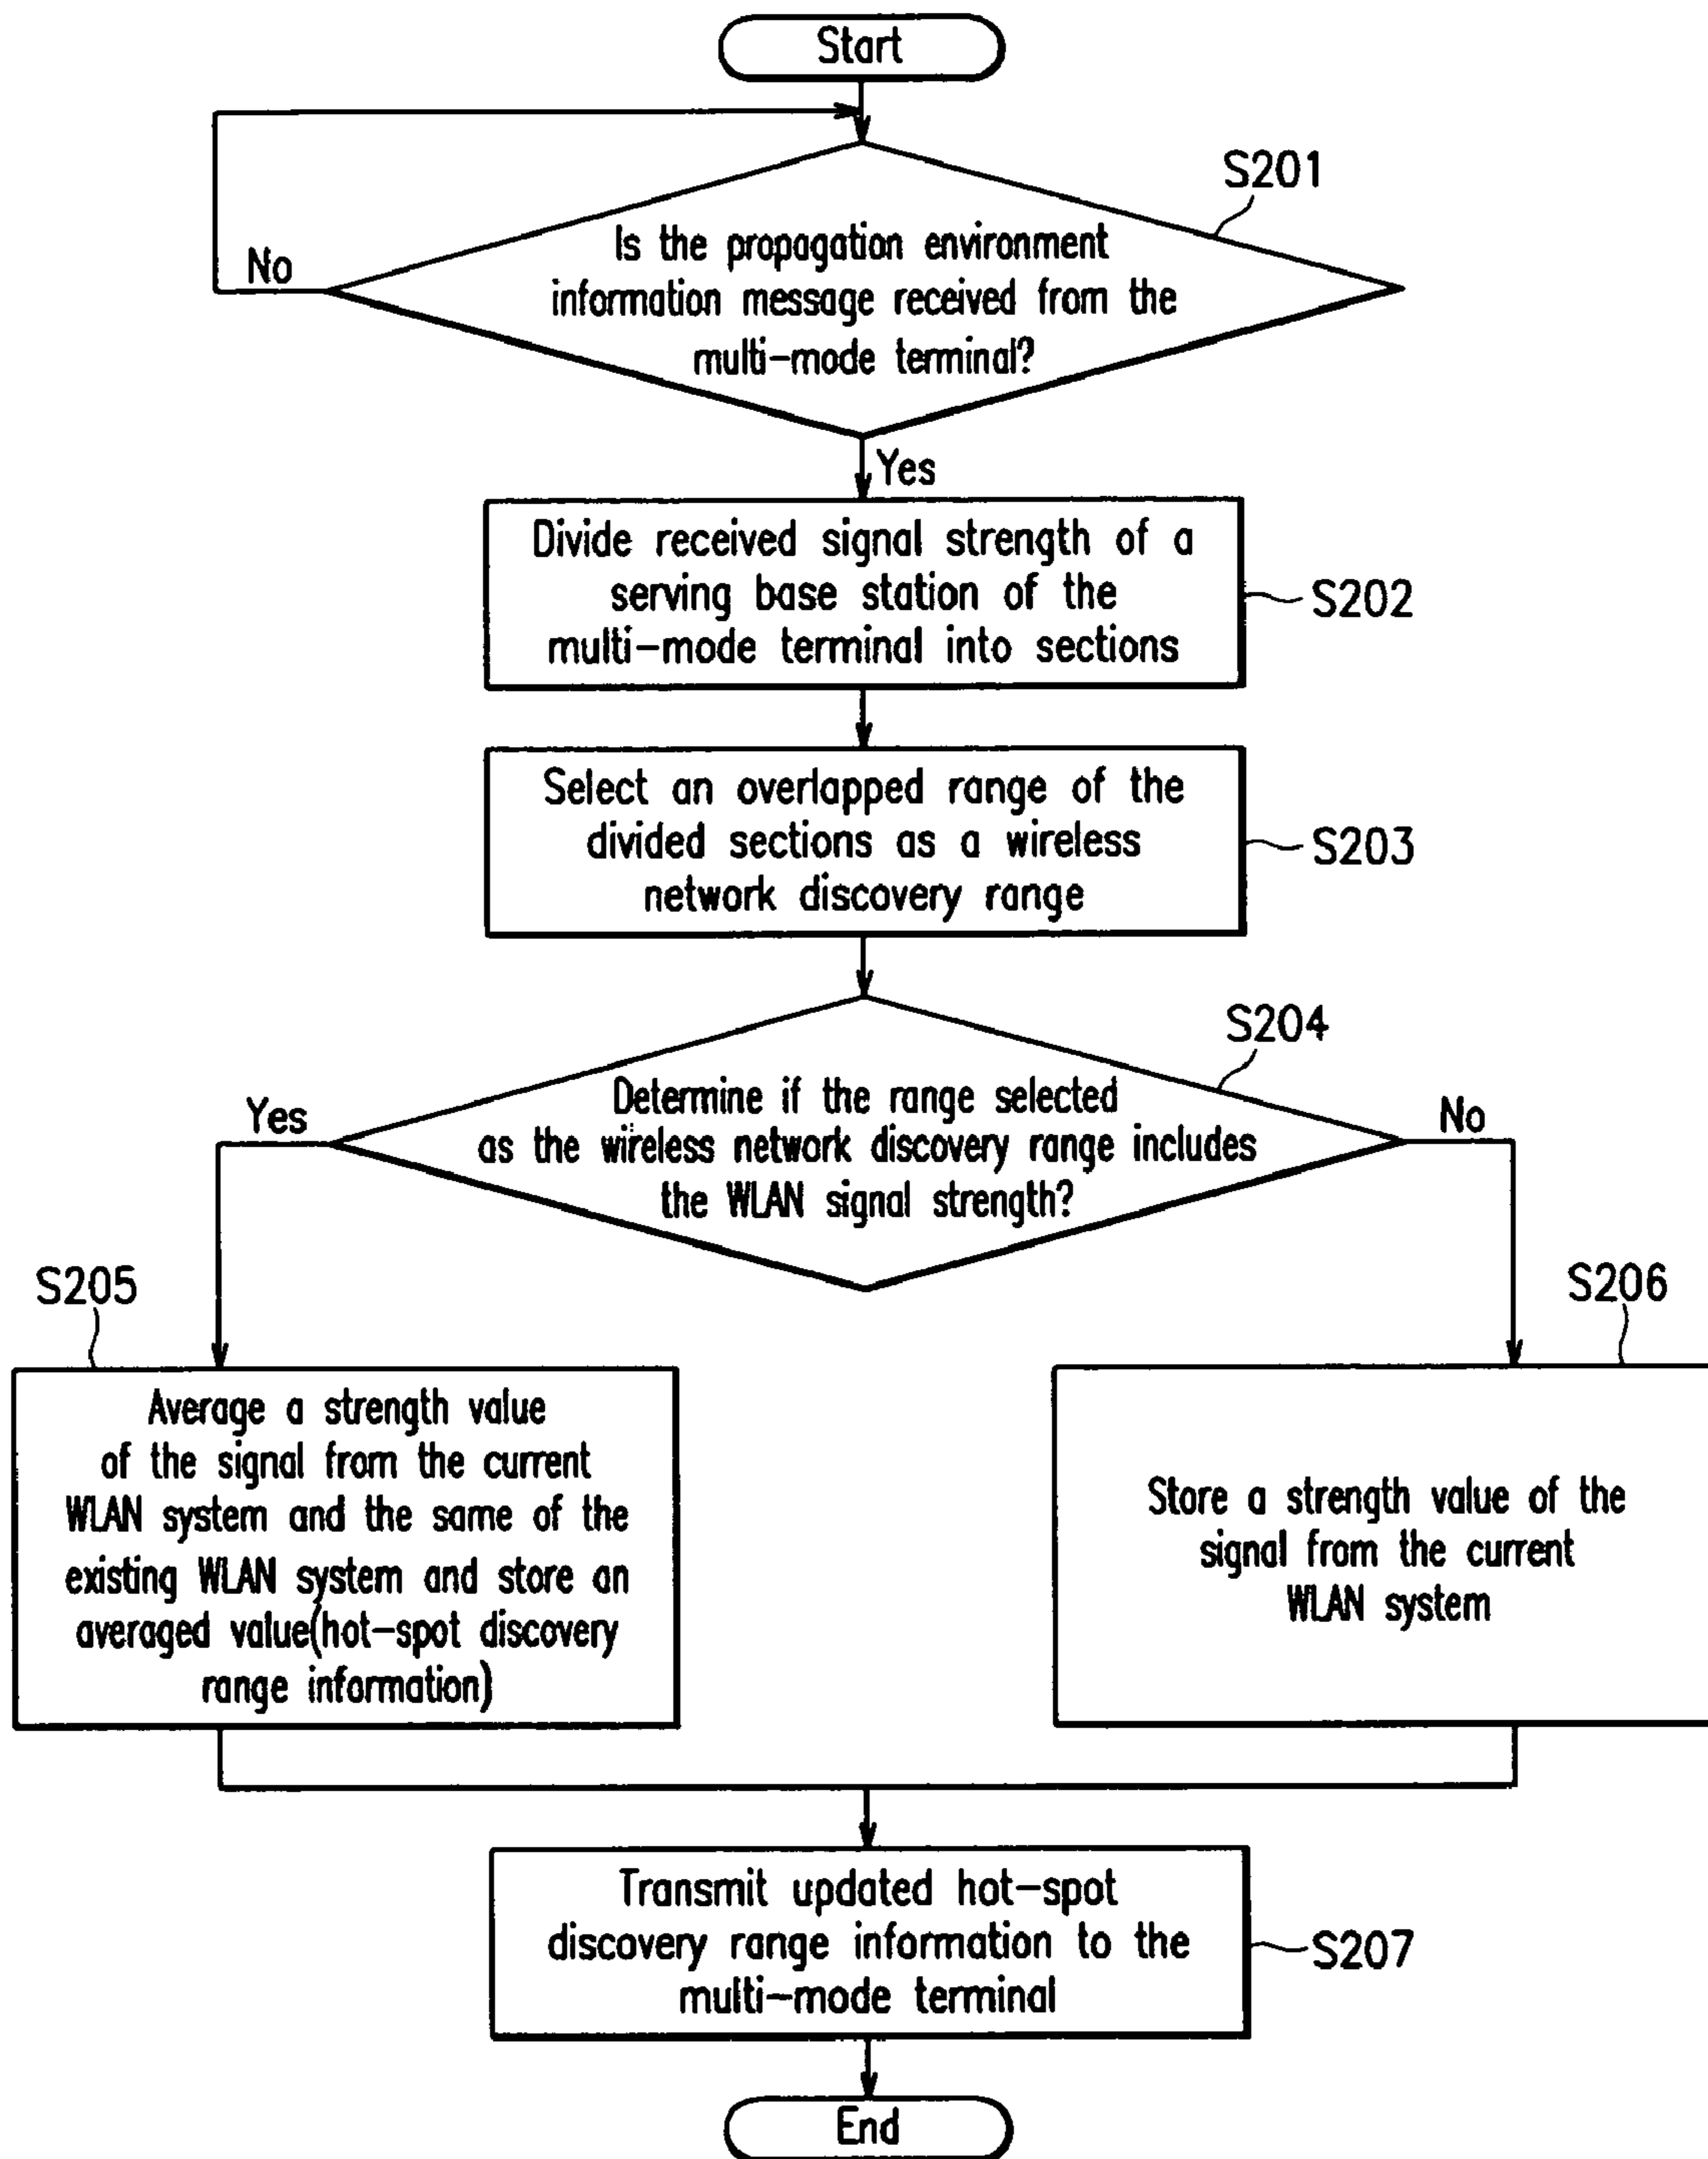 Start
S201
Is the propagation environment
information message received from the
multi-mode terminal?
No
Yes
Divide received signal strength of a
serving base station of the
multi-mode terminal into sections
S202
Select an overlapped range of the
divided sections as a wireless
network discovery range
S203
S204
Determine if the range selected
as the wireless network discovery range includes
the WLAN signal strength?
Yes
No
S205
Average a strength value
of the signal from the current
WLAN system and the same of the
existing WLAN system and store an
averaged value(hot-spot discovery
range information)
S206
Store a strength value of the
signal from the current
WLAN system
Transmit updated hot-spot
discovery range information to the
multi-mode terminal
S207
End